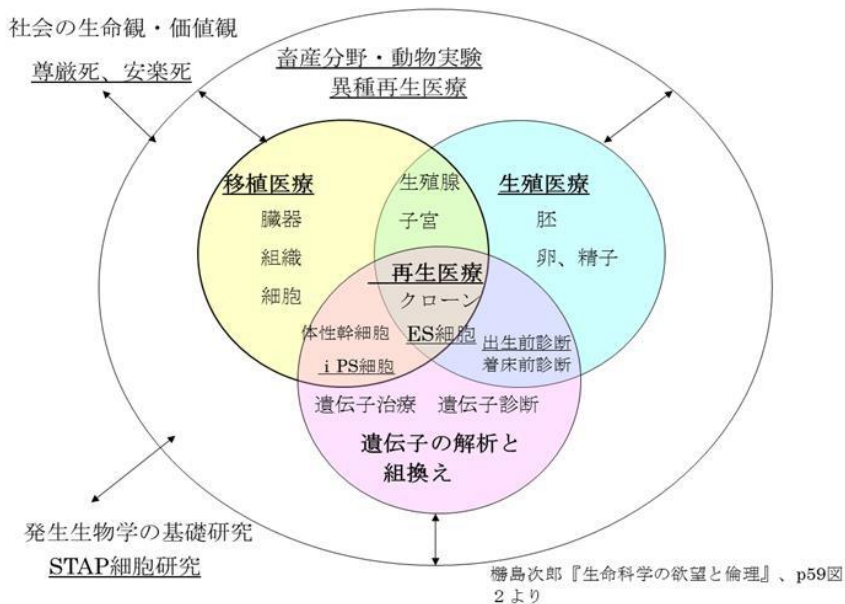 社会の生命観・価値観
尊厳死、安楽死
畜産分野・動物実験
異種再生医療
移植医療
臓器
組織
細胞
生殖腺
子宮
生殖医療
胚
卵、精子
再生医療
クローン
ES細胞
体性幹細胞
ｉPS細胞
出生前診断
着床前診断
遺伝子治療　遺伝子診断
遺伝子の解析と
組換え
発生生物学の基礎研究
STAP細胞研究
橳島次郎『生命科学の欲望と倫理』、p59図
２より